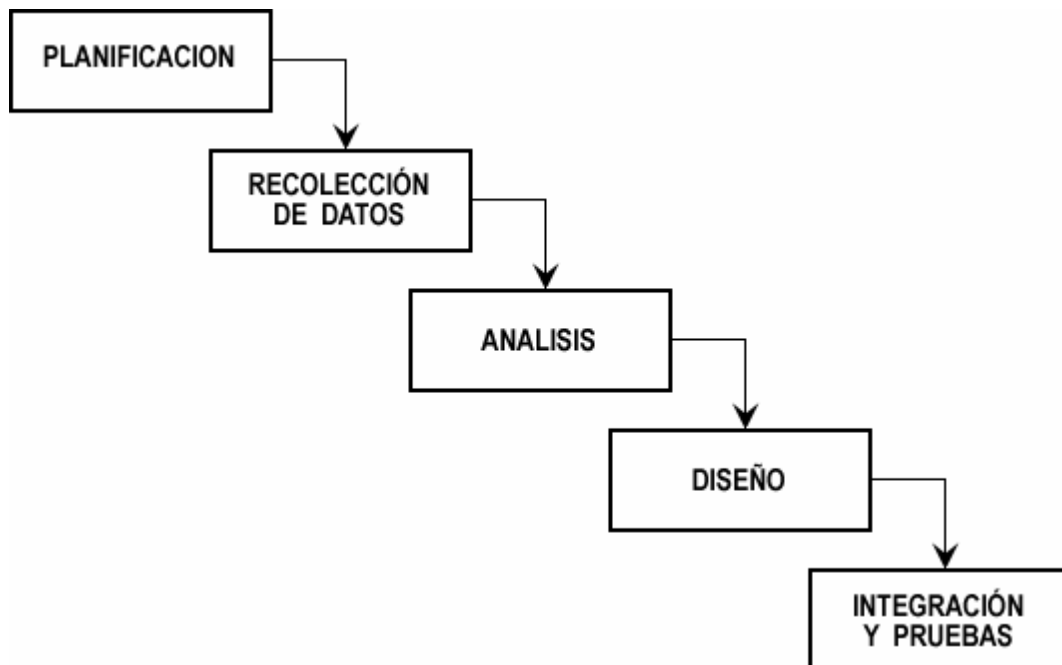 PLANIFICACION
RECOLECCIÓN
DE DATOS
ANALISIS
DISEÑO
INTEGRACIÓN
Y PRUEBAS